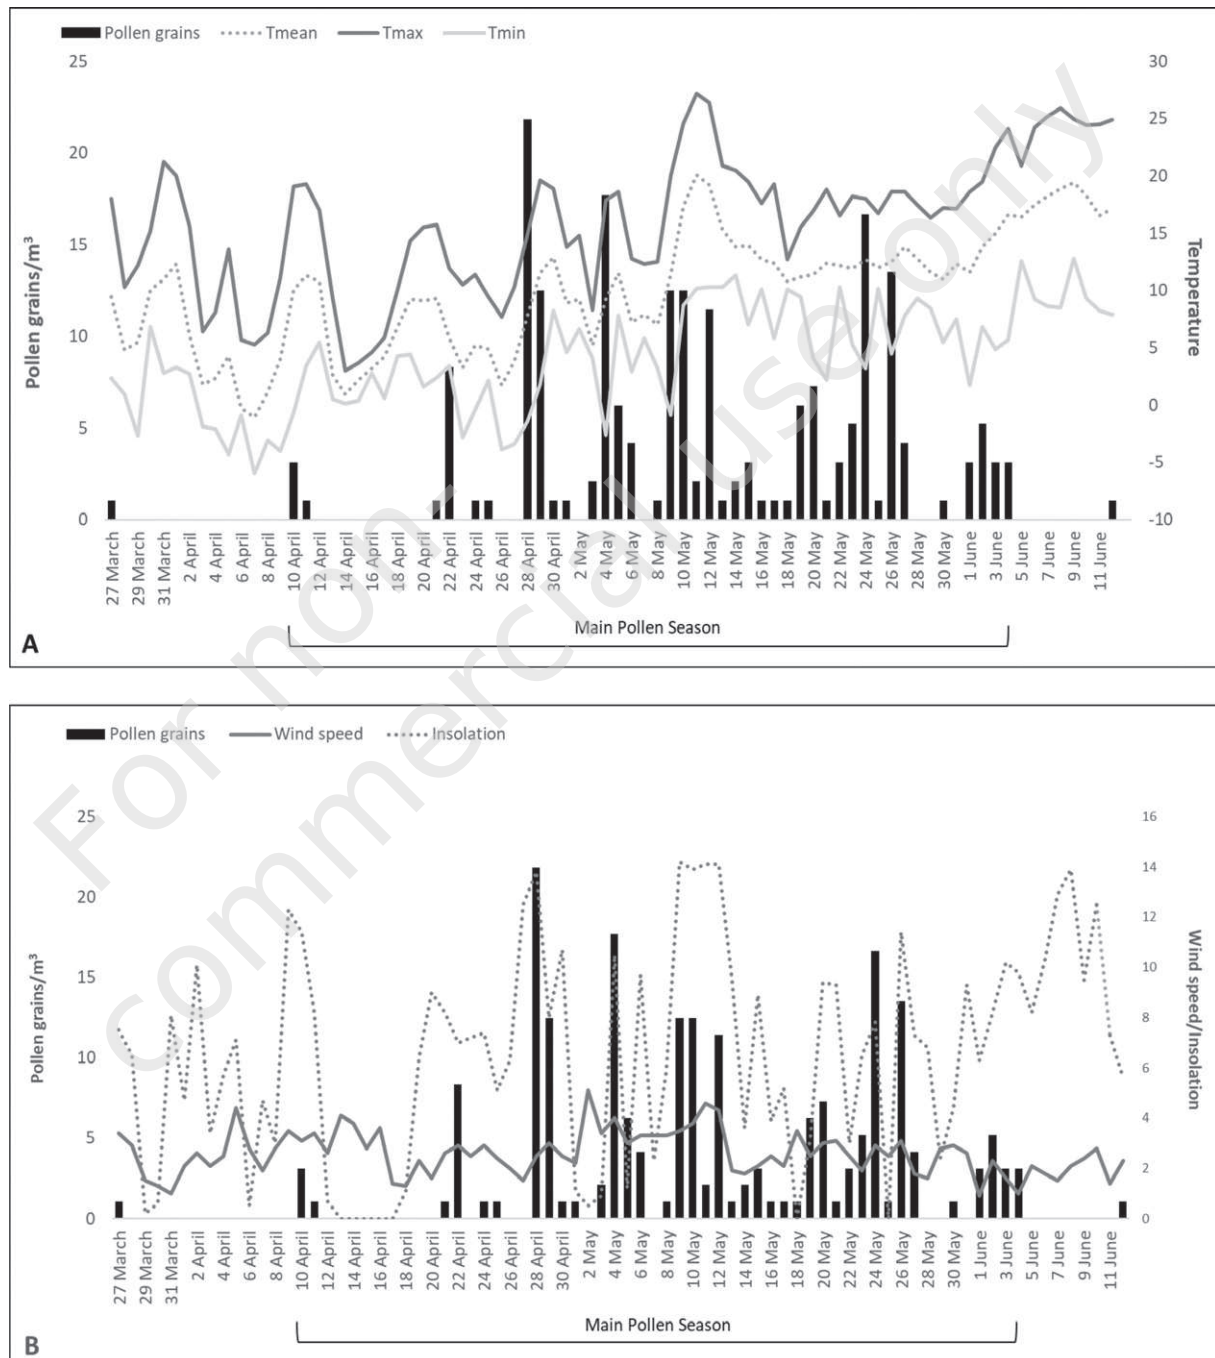 Pollen grains Tmean Tmax Tmin
25
20
15
10
5
0
Pollen grains/m³
30
25
20
15
10
5
0
-5
-10
Temperature
27 March
29 March
31 March
2 April
4 April
6 April
8 April
10 April
12 April
14 April
16 April
18 April
20 April
22 April
24 April
26 April
28 April
30 April
2 May
4 May
6 May
8 May
10 May
12 May
14 May
16 May
18 May
20 May
22 May
24 May
26 May
28 May
30 May
1 June
3 June
5 June
7 June
9 June
11 June
Main Pollen Season
A
Pollen grains Wind speed Insolation
25
20
15
10
5
0
Pollen grains/m³
16
14
12
10
8
6
4
2
0
Wind speed/Insolation
27 March
29 March
31 March
2 April
4 April
6 April
8 April
10 April
12 April
14 April
16 April
18 April
20 April
22 April
24 April
26 April
28 April
30 April
2 May
4 May
6 May
8 May
10 May
12 May
14 May
16 May
18 May
20 May
22 May
24 May
26 May
28 May
30 May
1 June
3 June
5 June
7 June
9 June
11 June
Main Pollen Season
B
For non-
commercial use only